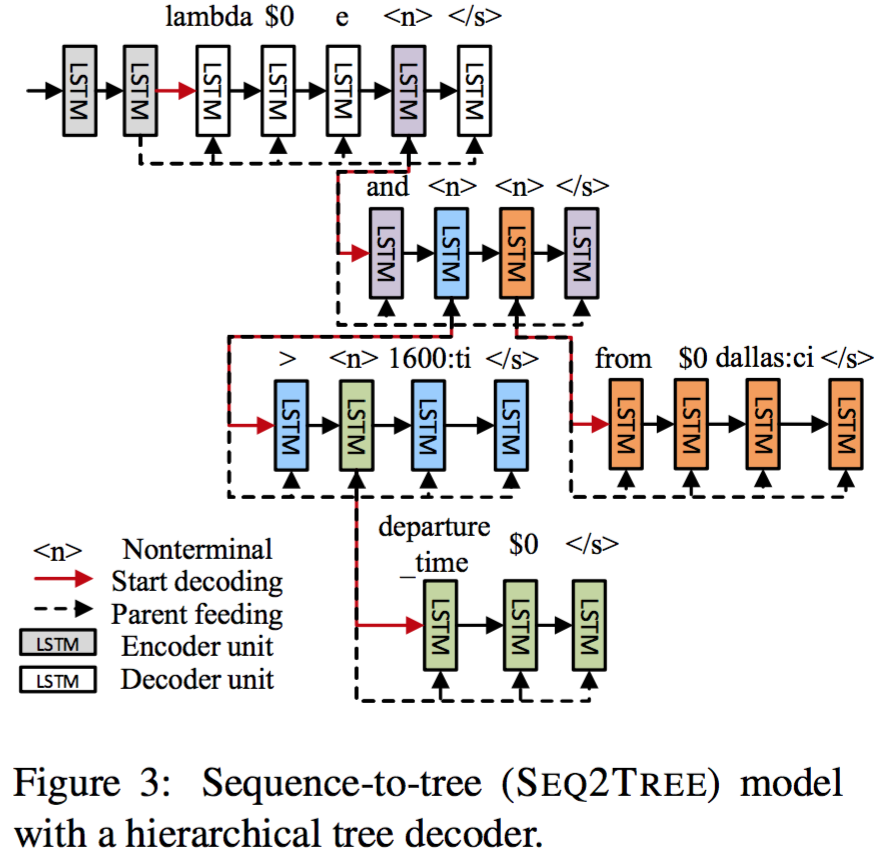 lambda $0 e <n> </s>
LSTM LSTM LSTM LSTM LSTM LSTM LSTM
and <n> <n> </s>
LSTM LSTM LSTM LSTM
> <n> 1600:ti </s> from $0 dallas:ci </s>
LSTM LSTM LSTM LSTM LSTM LSTM LSTM LSTM
departure
_time $0 </s>
LSTM LSTM LSTM
<n> Nonterminal
Start decoding
Parent feeding
LSTM Encoder unit
LSTM Decoder unit
Figure 3: Sequence-to-tree (SEQ2TREE) model
with a hierarchical tree decoder.